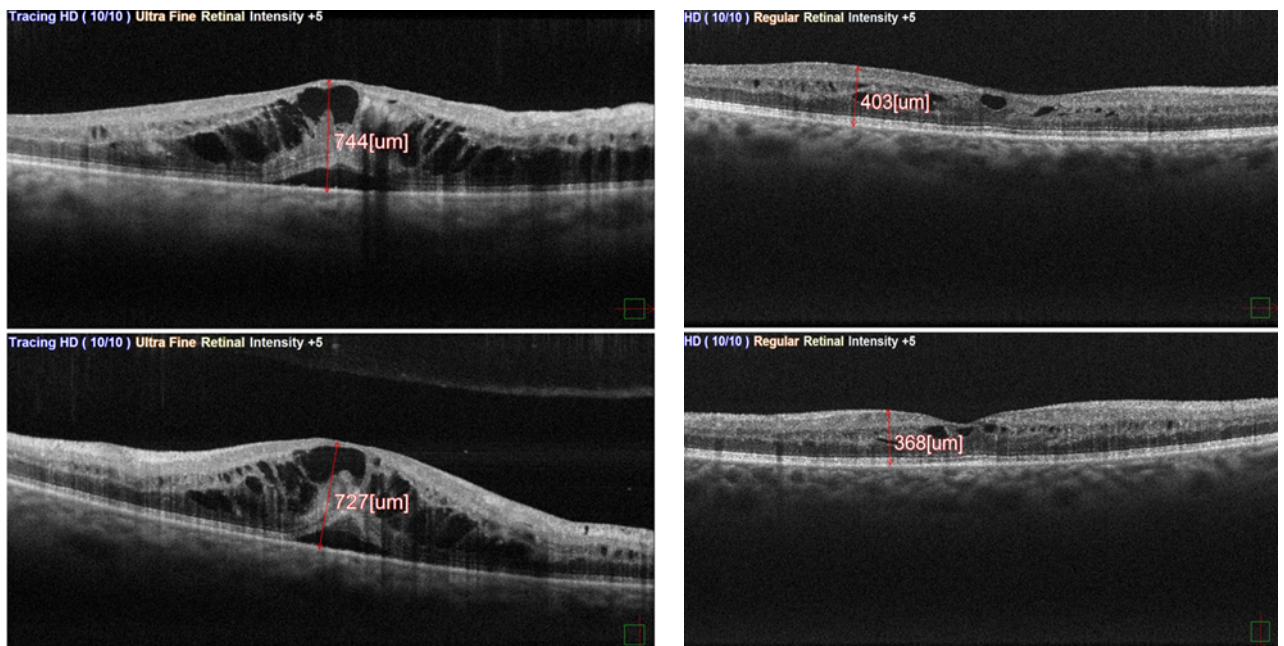 Tracing HD ( 10/10 ) Ultra Fine Retinal Intensity +5
744[um]
HD ( 10/10 ) Regular Retinal Intensity +5
403[um]
Tracing HD ( 10/10 ) Ultra Fine Retinal Intensity +5
727[um]
HD ( 10/10 ) Regular Retinal Intensity +5
368[um]